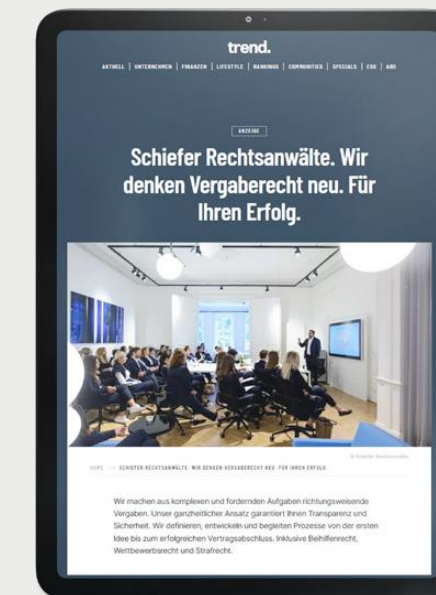 trend.
AKTUELL | UNTERNEHMEN | FINANZEN | LIFESTYLE | RANKINGS | COMMUNITIES | SPECIALS | ESG | ABO
ANZEIGE
Schiefer Rechtsanwälte. Wir
denken Vergaberecht neu. Für
Ihren Erfolg.
© Schiefer Rechtsanwälte
HOME
SCHIEFER RECHTSANWÄLTE. WIR DENKEN VERGABERECHT NEU. FÜR IHREN ERFOLG.
Wir machen aus komplexen und fordernden Aufgaben richtungsweisende
Vergaben. Unser ganzheitlicher Ansatz garantiert Ihnen Transparenz und
Sicherheit. Wir definieren, entwickeln und begleiten Prozesse von der ersten
Idee bis zum erfolgreichen Vertragsabschluss. Inklusive Beihilfenrecht,
Wettbewerbsrecht und Strafrecht.